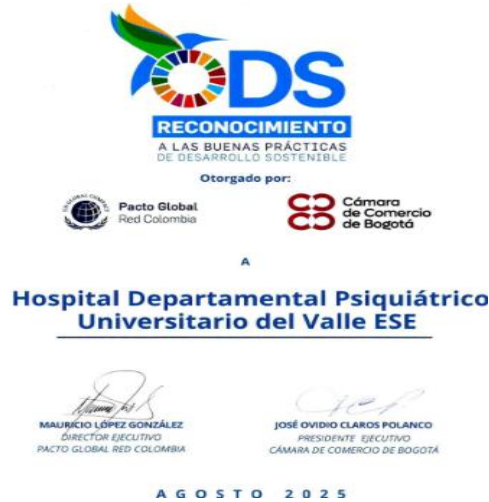 ODS
RECONOCIMIENTO
A LAS BUENAS PRÁCTICAS
DE DESARROLLO SOSTENIBLE
Otorgado por:
Pacto Global
Red Colombia
Cámara
de Comercio
de Bogotá
A
Hospital Departamental Psiquiátrico
Universitario del Valle ESE
MAURICIO LÓPEZ GONZÁLEZ
DIRECTOR EJECUTIVO
PACTO GLOBAL RED COLOMBIA
JOSÉ OVIDIO CLAROS POLANCO
PRESIDENTE EJECUTIVO
CÁMARA DE COMERCIO DE BOGOTÁ
AGOSTO 2025